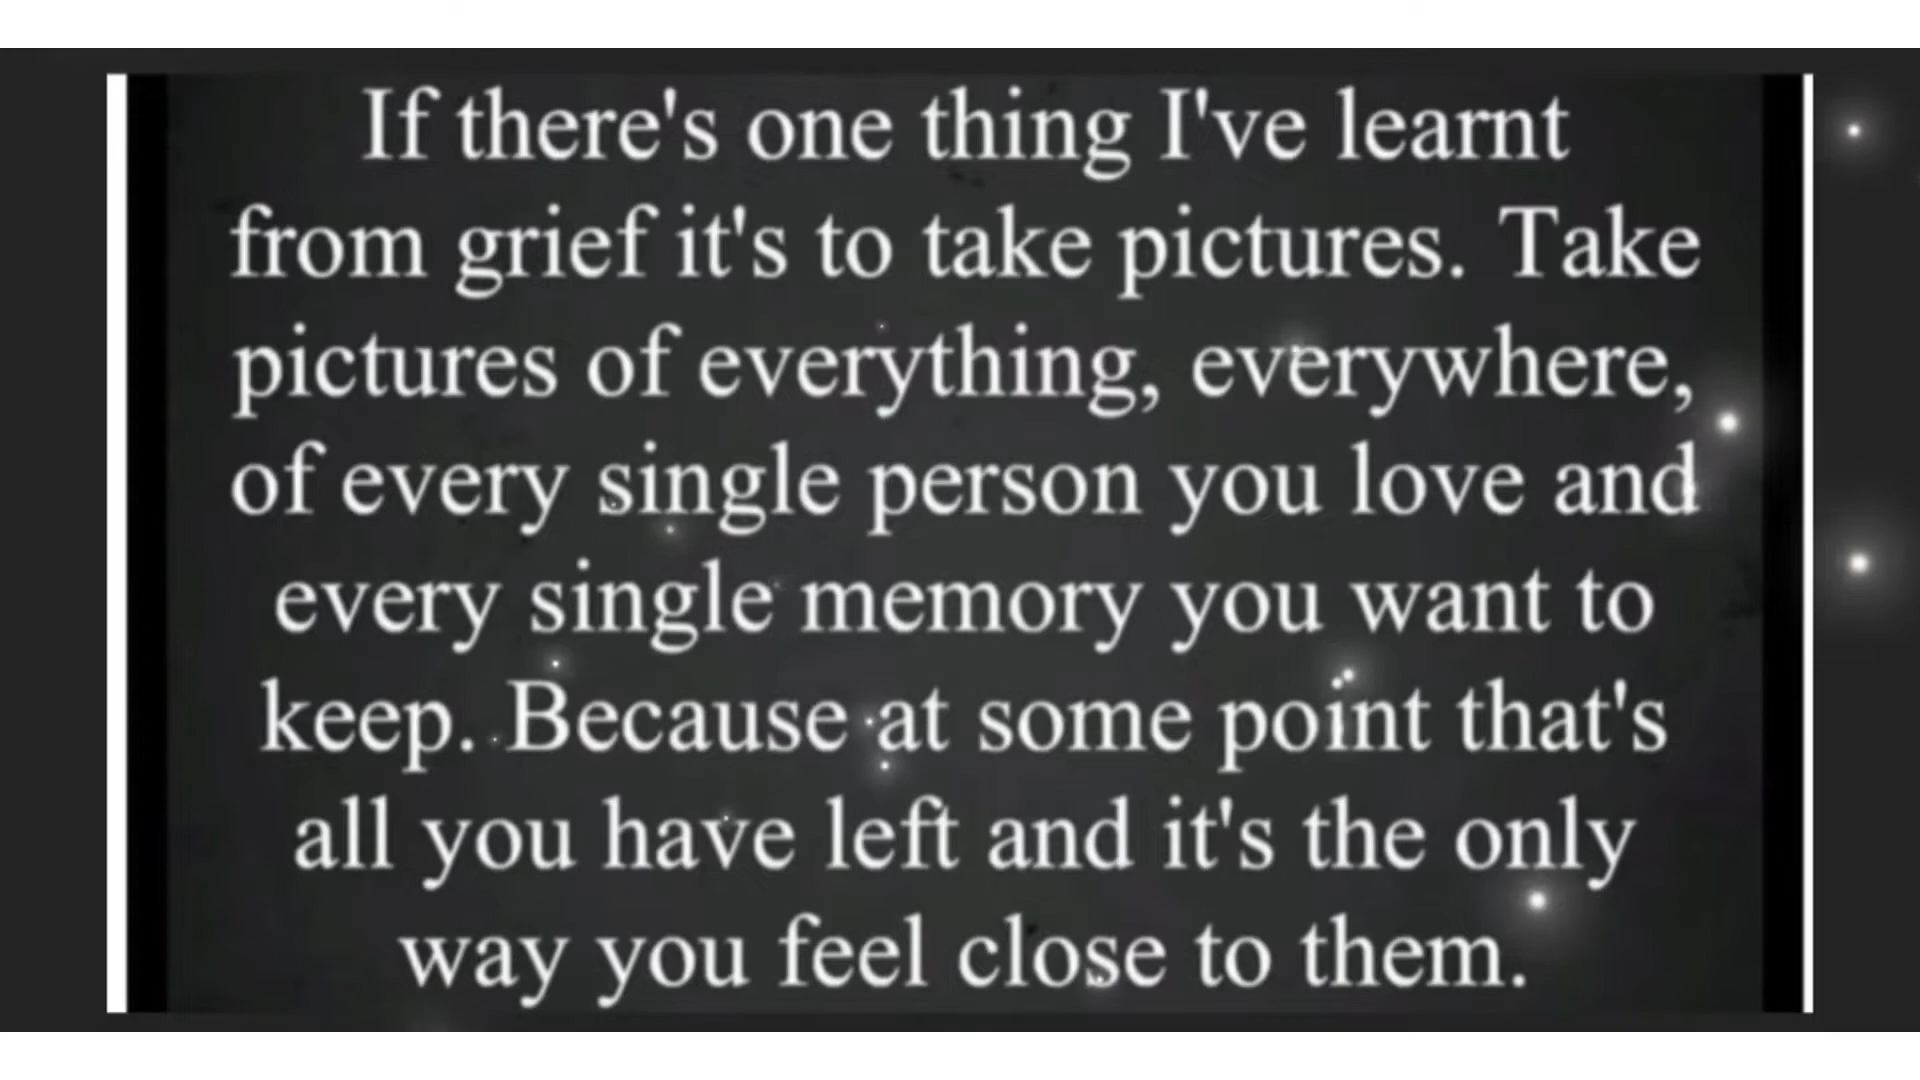 If there's one thing I've learnt
from grief it's to take pictures. Take
pictures of everything, everywhere,
of every single person you love and
every single memory you want to
keep. Because at some point that's
all you have left and it's the only
way you feel close to them.